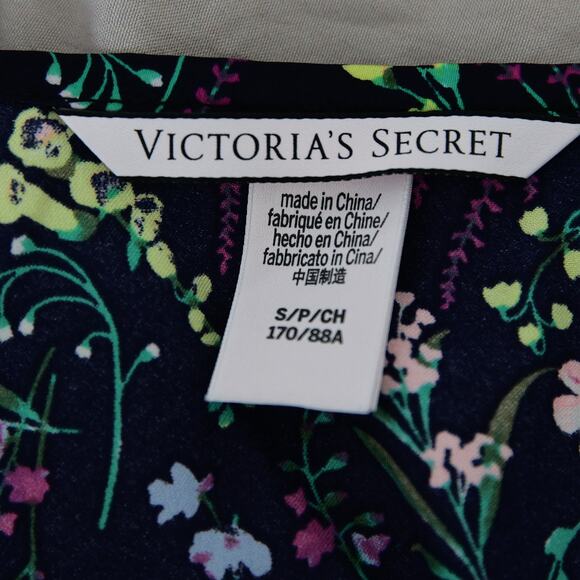 VICTORIA'S SECRET
made in China/
fabriqué en Chine/
hecho en China/
fabbricato in Cina/
中国制造
S/P/CH
170/88A